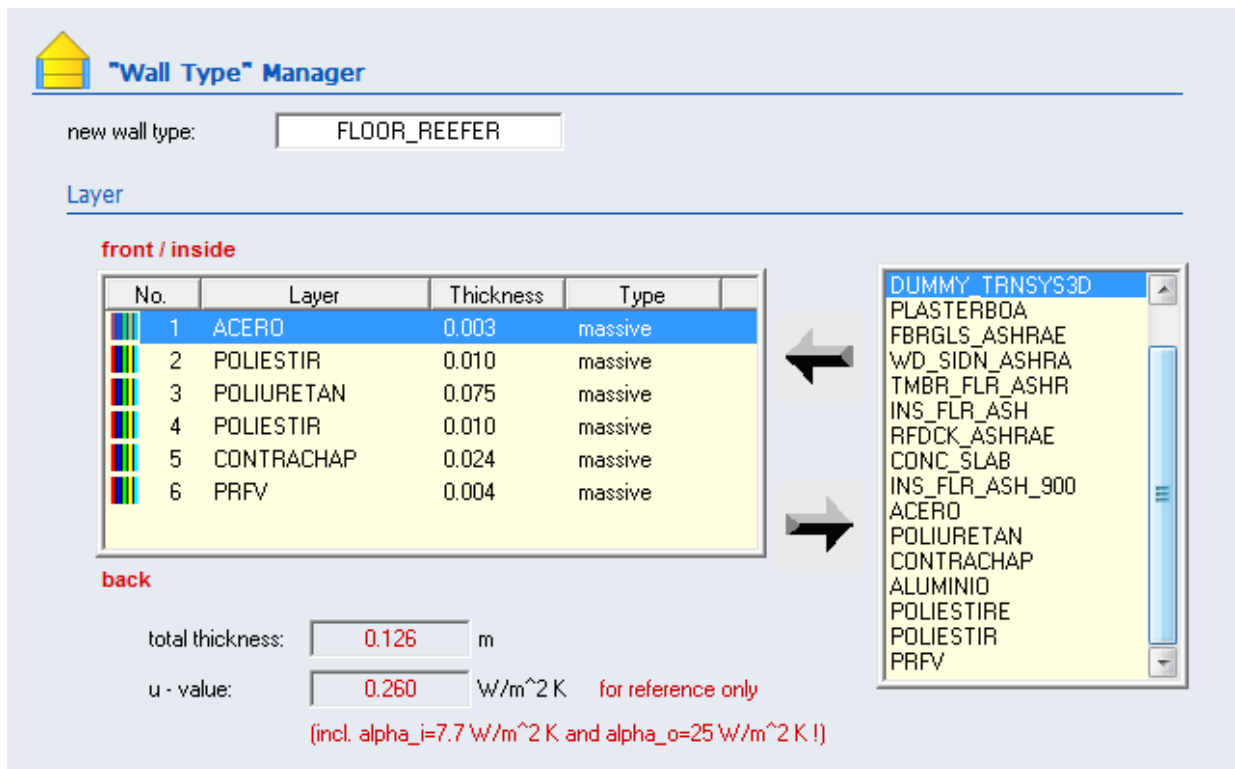 "Wall Type" Manager
new wall type: FLOOR_REEFER
Layer
front / inside
No. Layer Thickness Type
1 ACERO 0.003 massive
2 POLIESTIR 0.010 massive
3 POLIURETAN 0.075 massive
4 POLIESTIR 0.010 massive
5 CONTRACHAP 0.024 massive
6 PRFV 0.004 massive
back
total thickness: 0.126 m
u - value: 0.260 W/m^2 K for reference only
(incl. alpha_i=7.7 W/m^2 K and alpha_o=25 W/m^2 K !)
DUMMY_TRNSYS3D
PLASTERBOA
FBRGLS_ASHRAE
WD_SIDN_ASHRA
TMBR_FLR_ASHR
INS_FLR_ASH
RFDCK_ASHRAE
CONC_SLAB
INS_FLR_ASH_900
ACERO
POLIURETAN
CONTRACHAP
ALUMINIO
POLIESTIRE
POLIESTIR
PRFV